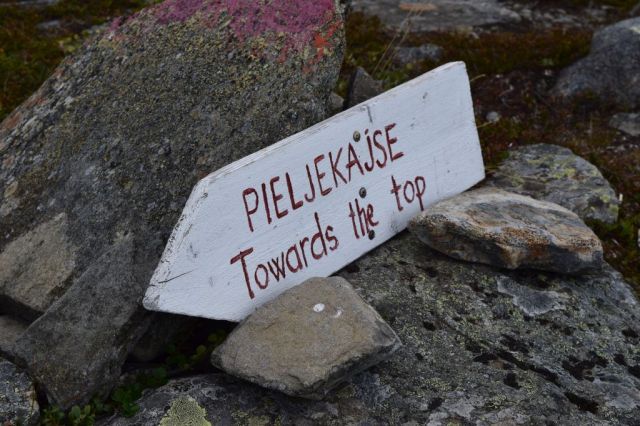 PIELJEKAJSE
Towards the top